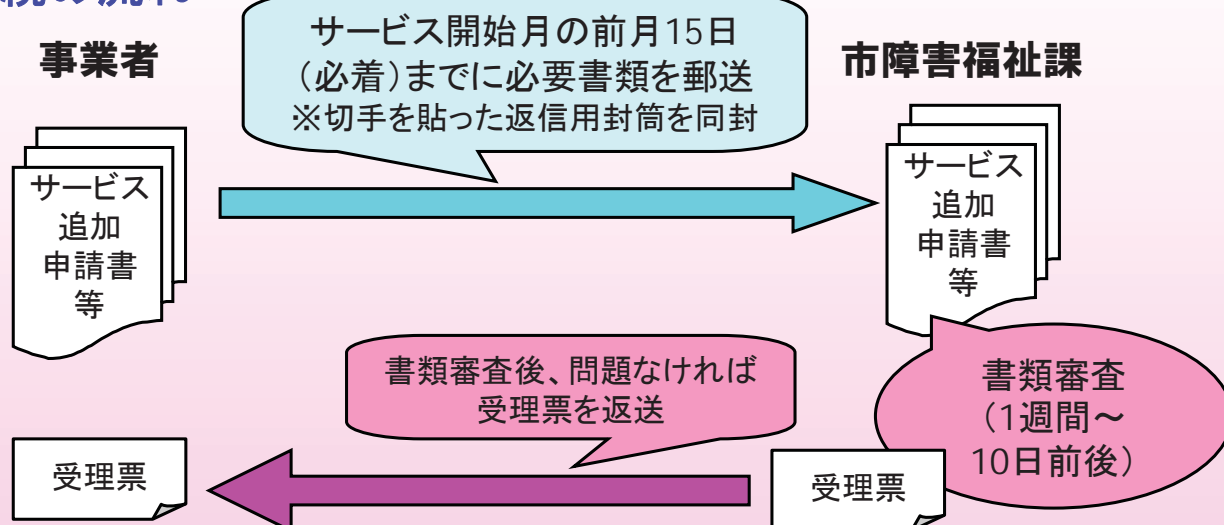 事業者
サービス開始月の前月15日
（必着）までに必要書類を郵送
※切手を貼った返信用封筒を同封
市障害福祉課
サービス
追加
申請書
等
サービス
追加
申請書
等
書類審査後、問題なければ
受理票を返送
書類審査
（1週間～
10日前後）
受理票
受理票